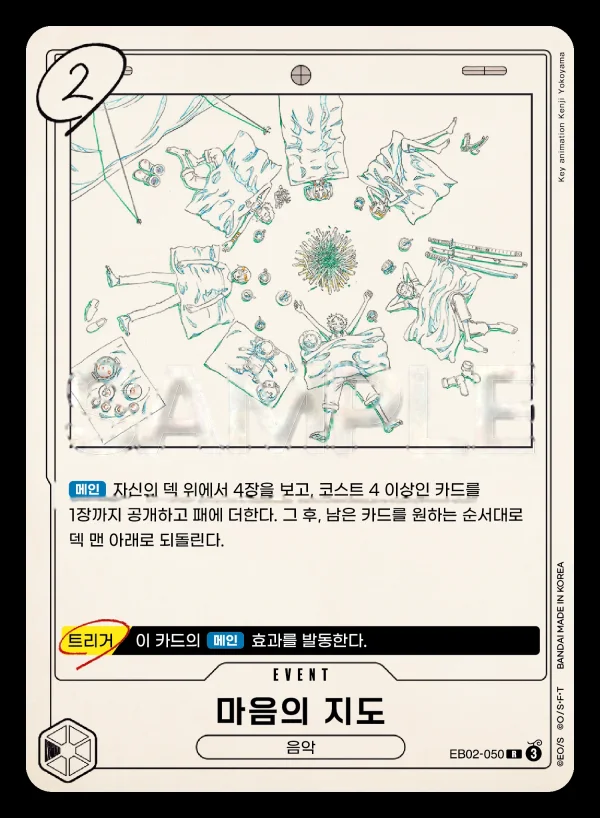 2
Key animation Kenji Yokoyama
SAMPLE
메인 자신의 덱 위에서 4장을 보고, 코스트 4 이상인 카드를
1장까지 공개하고 패에 더한다. 그 후, 남은 카드를 원하는 순서대로
덱 맨 아래로 되돌린다.
트리거 이 카드의 메인 효과를 발동한다.
EVENT
마음의 지도
음악
EB02-050 R 3
©EO/S ©O/S·F·T BANDAI MADE IN KOREA